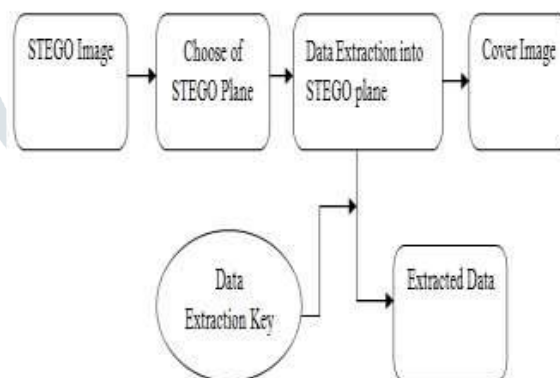 STEGO Image
Choose of
STEGO Plane
Data Extraction into
STEGO plane
Cover Image
Data
Extraction Key
Extracted Data